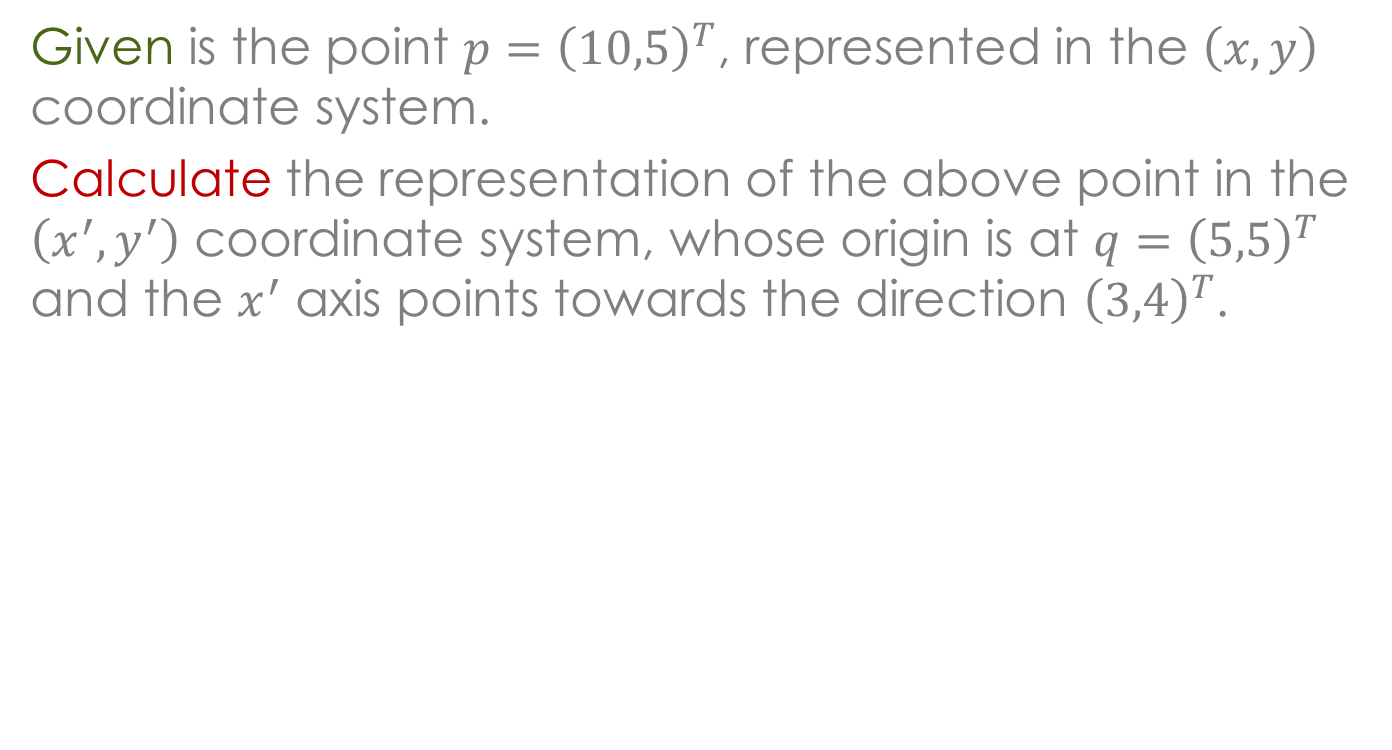 Given is the point p = (10,5)ᵀ, represented in the (x, y)
coordinate system.
Calculate the representation of the above point in the
(x′, y′) coordinate system, whose origin is at q = (5,5)ᵀ
and the x′ axis points towards the direction (3,4)ᵀ.